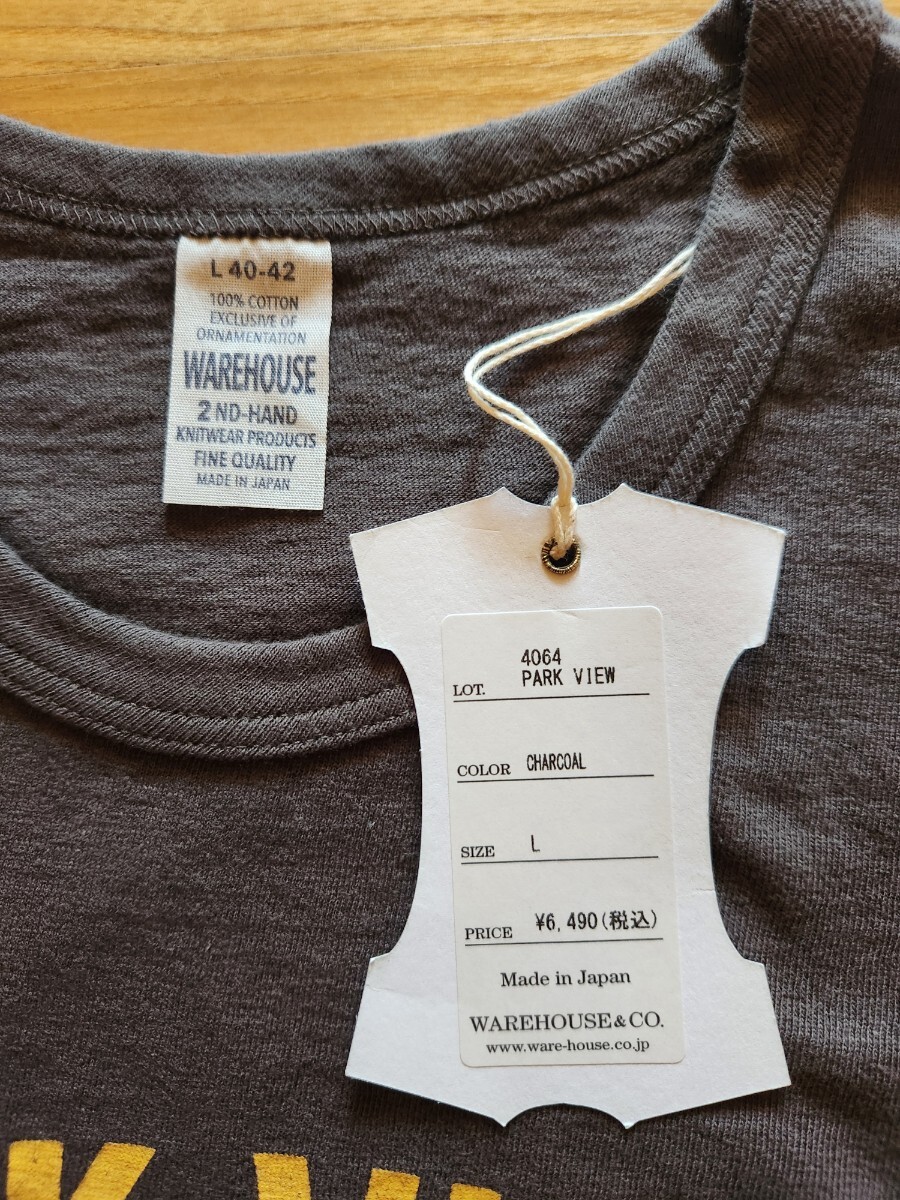 L 40-42
100% COTTON
EXCLUSIVE OF
ORNAMENTATION
WAREHOUSE
2 ND-HAND
KNITWEAR PRODUCTS
FINE QUALITY
MADE IN JAPAN
4064
LOT. PARK VIEW
COLOR CHARCOAL
SIZE L
PRICE ¥6,490(税込)
Made in Japan
WAREHOUSE&CO.
www.ware-house.co.jp